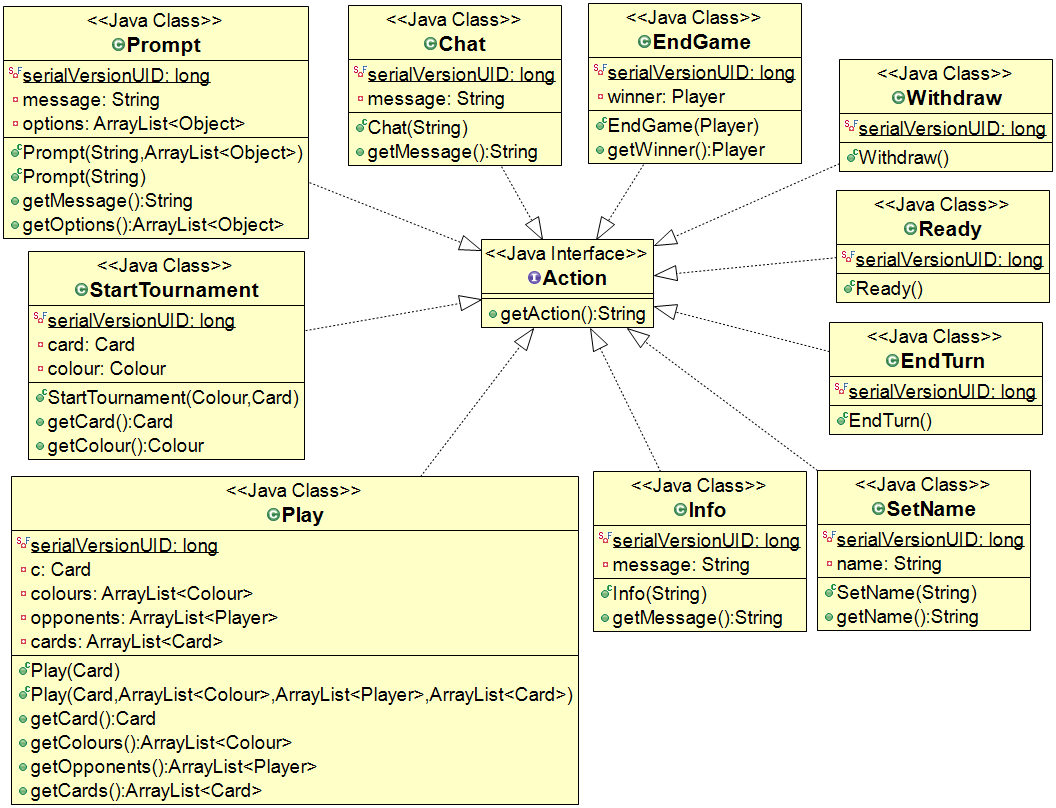 <<Java Class>>
Prompt
serialVersionUID: long
message: String
options: ArrayList<Object>
Prompt(String,ArrayList<Object>)
Prompt(String)
getMessage():String
getOptions():ArrayList<Object>
<<Java Class>>
Chat
serialVersionUID: long
message: String
Chat(String)
getMessage():String
<<Java Class>>
EndGame
serialVersionUID: long
winner: Player
EndGame(Player)
getWinner():Player
<<Java Class>>
Withdraw
serialVersionUID: long
Withdraw()
<<Java Class>>
Ready
serialVersionUID: long
Ready()
<<Java Interface>>
Action
getAction():String
<<Java Class>>
StartTournament
serialVersionUID: long
card: Card
colour: Colour
StartTournament(Colour,Card)
getCard():Card
getColour():Colour
<<Java Class>>
EndTurn
serialVersionUID: long
EndTurn()
<<Java Class>>
Play
serialVersionUID: long
c: Card
colours: ArrayList<Colour>
opponents: ArrayList<Player>
cards: ArrayList<Card>
Play(Card)
Play(Card,ArrayList<Colour>,ArrayList<Player>,ArrayList<Card>)
getCard():Card
getColours():ArrayList<Colour>
getOpponents():ArrayList<Player>
getCards():ArrayList<Card>
<<Java Class>>
Info
serialVersionUID: long
message: String
Info(String)
getMessage():String
<<Java Class>>
SetName
serialVersionUID: long
name: String
SetName(String)
getName():String